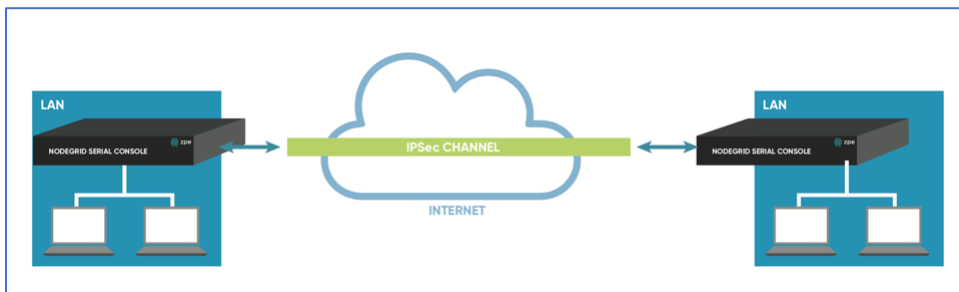 LAN
zpe
NODEGRID SERIAL CONSOLE
IPSec CHANNEL
INTERNET
LAN
zpe
NODEGRID SERIAL CONSOLE